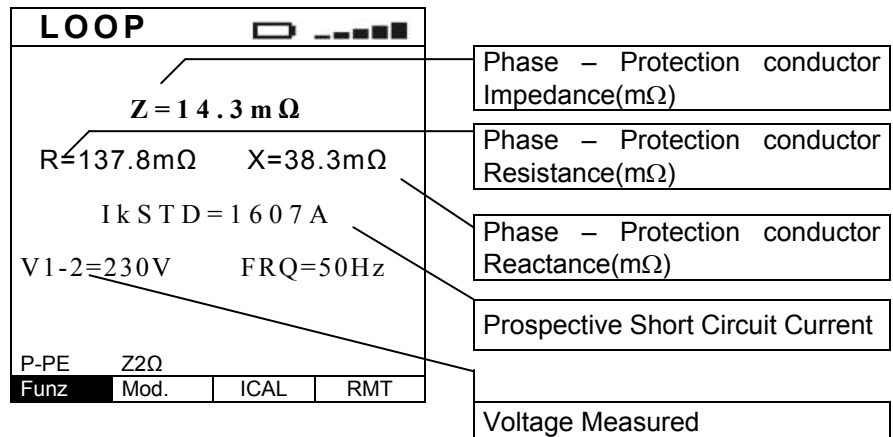 LOOP
Z=14.3mΩ
R=137.8mΩ X=38.3mΩ
IkSTD=1607A
V1-2=230V FRQ=50Hz
P-PE Z2Ω
Funz Mod. ICAL RMT
Phase – Protection conductor
Impedance(mΩ)
Phase – Protection conductor
Resistance(mΩ)
Phase – Protection conductor
Reactance(mΩ)
Prospective Short Circuit Current
Voltage Measured